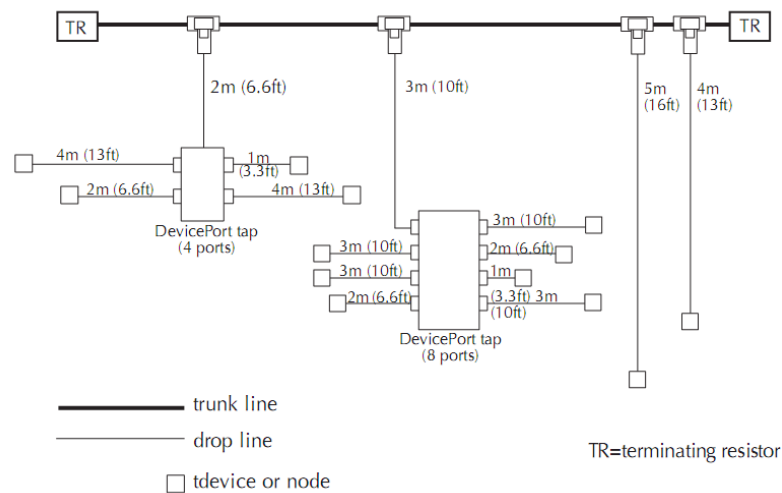 TR
TR
2m (6.6ft)
3m (10ft)
5m
(16ft)
4m
(13ft)
4m (13ft)
1m
(3.3ft)
2m (6.6ft)
4m (13ft)
DevicePort tap
(4 ports)
3m (10ft)
3m (10ft)
2m (6.6ft)
3m (10ft)
1m
2m (6.6ft)
(3.3ft) 3m
(10ft)
DevicePort tap
(8 ports)
trunk line
drop line
TR=terminating resistor
tdevice or node